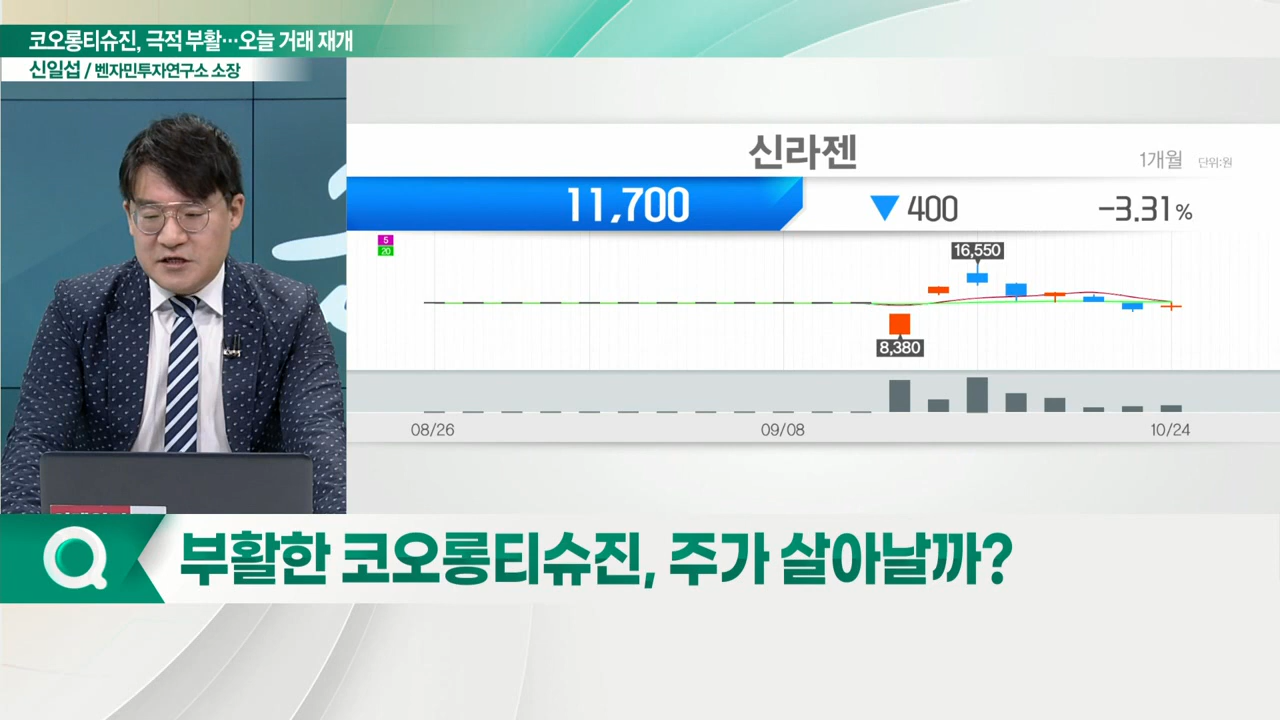 코오롱티슈진, 극적 부활…오늘 거래 재개
신일섭 / 벤자민투자연구소 소장
신라젠
1개월 단위:원
11,700 ▼ 400 -3.31%
5
20
16,550
8,380
08/26 09/08 10/24
Q 부활한 코오롱티슈진, 주가 살아날까?